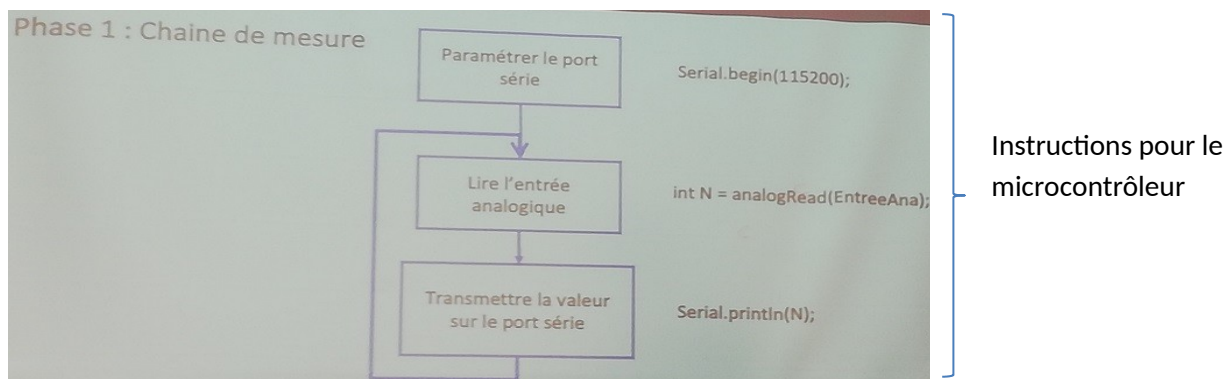 Phase 1 : Chaine de mesure
Paramétrer le port
série
Serial.begin(115200);
Lire l'entrée
analogique
int N = analogRead(EntreeAna);
Transmettre la valeur
sur le port série
Serial.println(N);
Instructions pour le
microcontrôleur